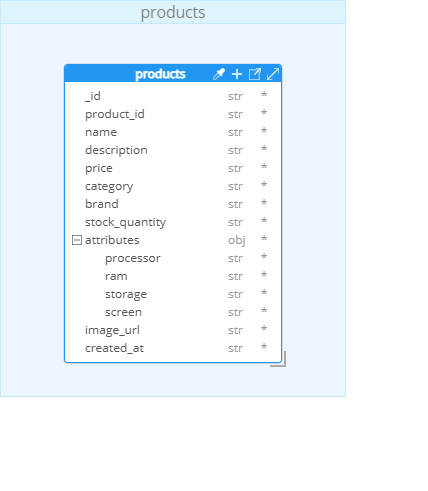 products
products
_id str *
product_id str *
name str *
description str *
price str *
category str *
brand str *
stock_quantity str *
attributes obj *
processor str *
ram str *
storage str *
screen str *
image_url str *
created_at str *